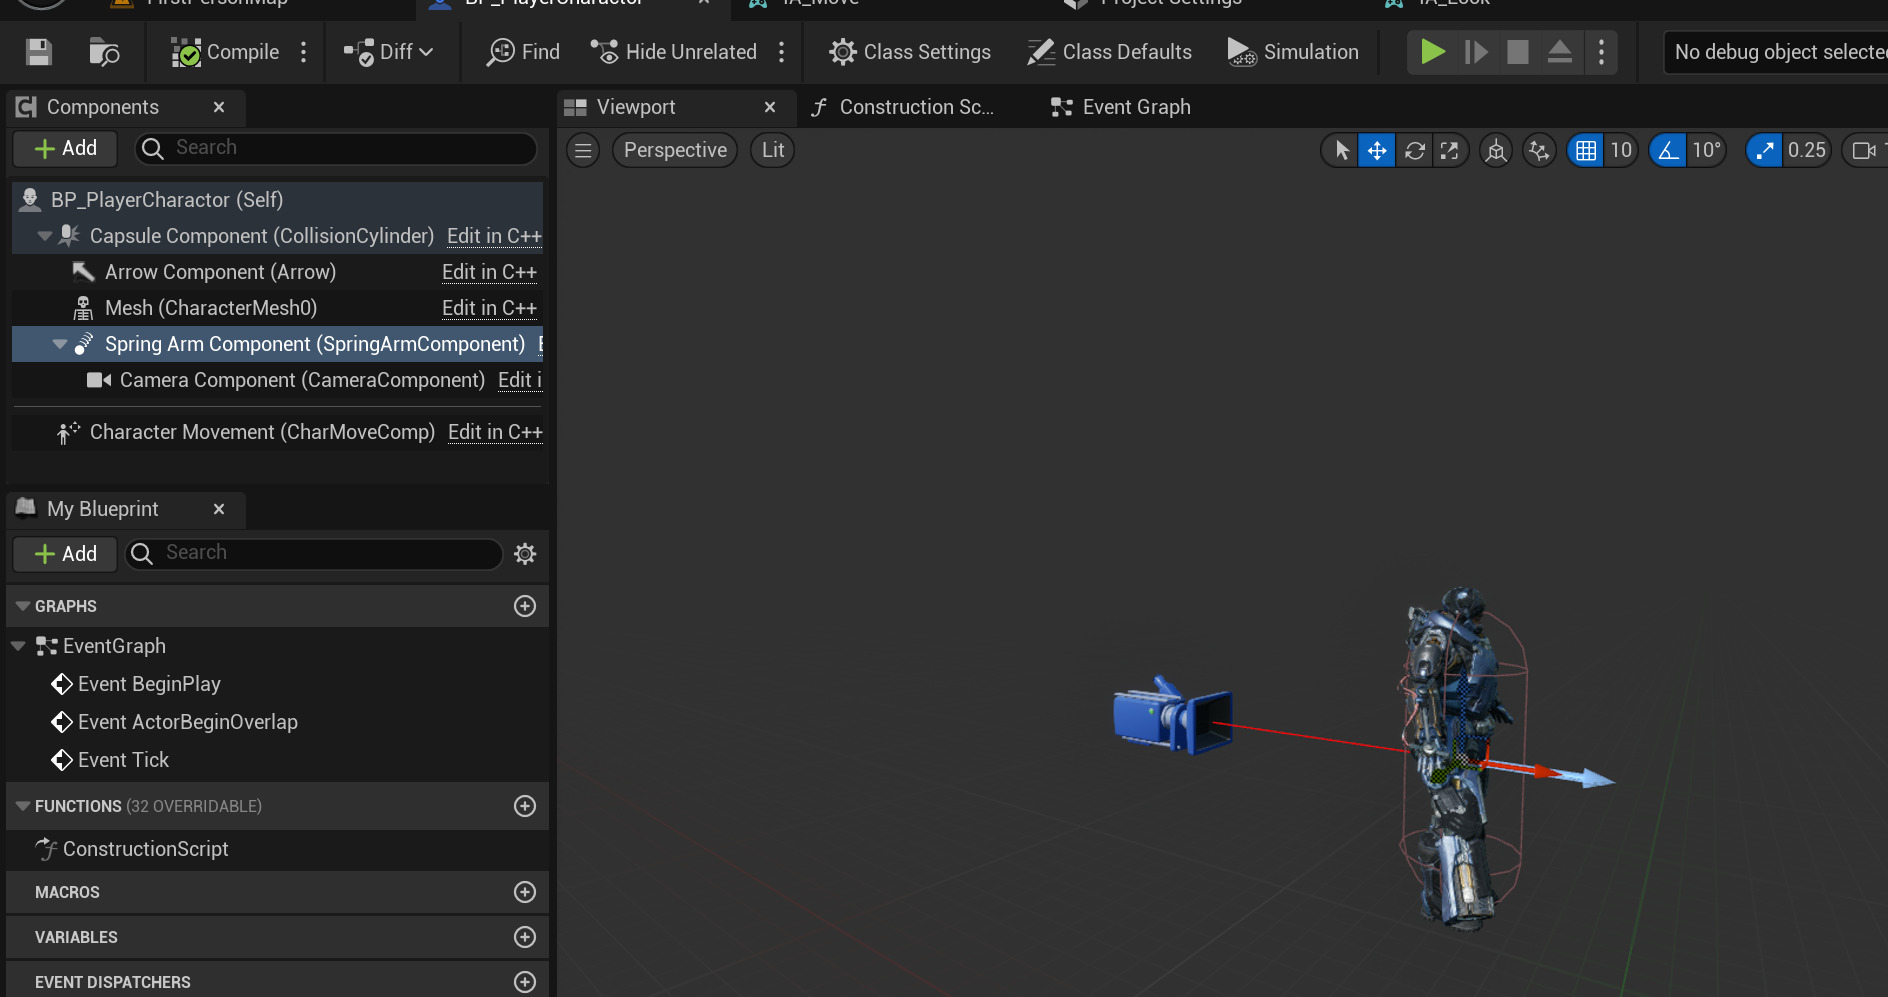 FirstPersonMap
BP_PlayerCharactor
IA_Move
Project Settings
IA_Look
Compile
Diff
Find
Hide Unrelated
Class Settings
Class Defaults
Simulation
No debug object selected
Components
Viewport
Construction Sc...
Event Graph
Add
Search
Perspective
Lit
10
10°
0.25
BP_PlayerCharactor (Self)
Capsule Component (CollisionCylinder) Edit in C++
Arrow Component (Arrow) Edit in C++
Mesh (CharacterMesh0) Edit in C++
Spring Arm Component (SpringArmComponent) E
Camera Component (CameraComponent) Edit i
Character Movement (CharMoveComp) Edit in C++
My Blueprint
Add
Search
GRAPHS
EventGraph
Event BeginPlay
Event ActorBeginOverlap
Event Tick
FUNCTIONS (32 OVERRIDABLE)
ConstructionScript
MACROS
VARIABLES
EVENT DISPATCHERS